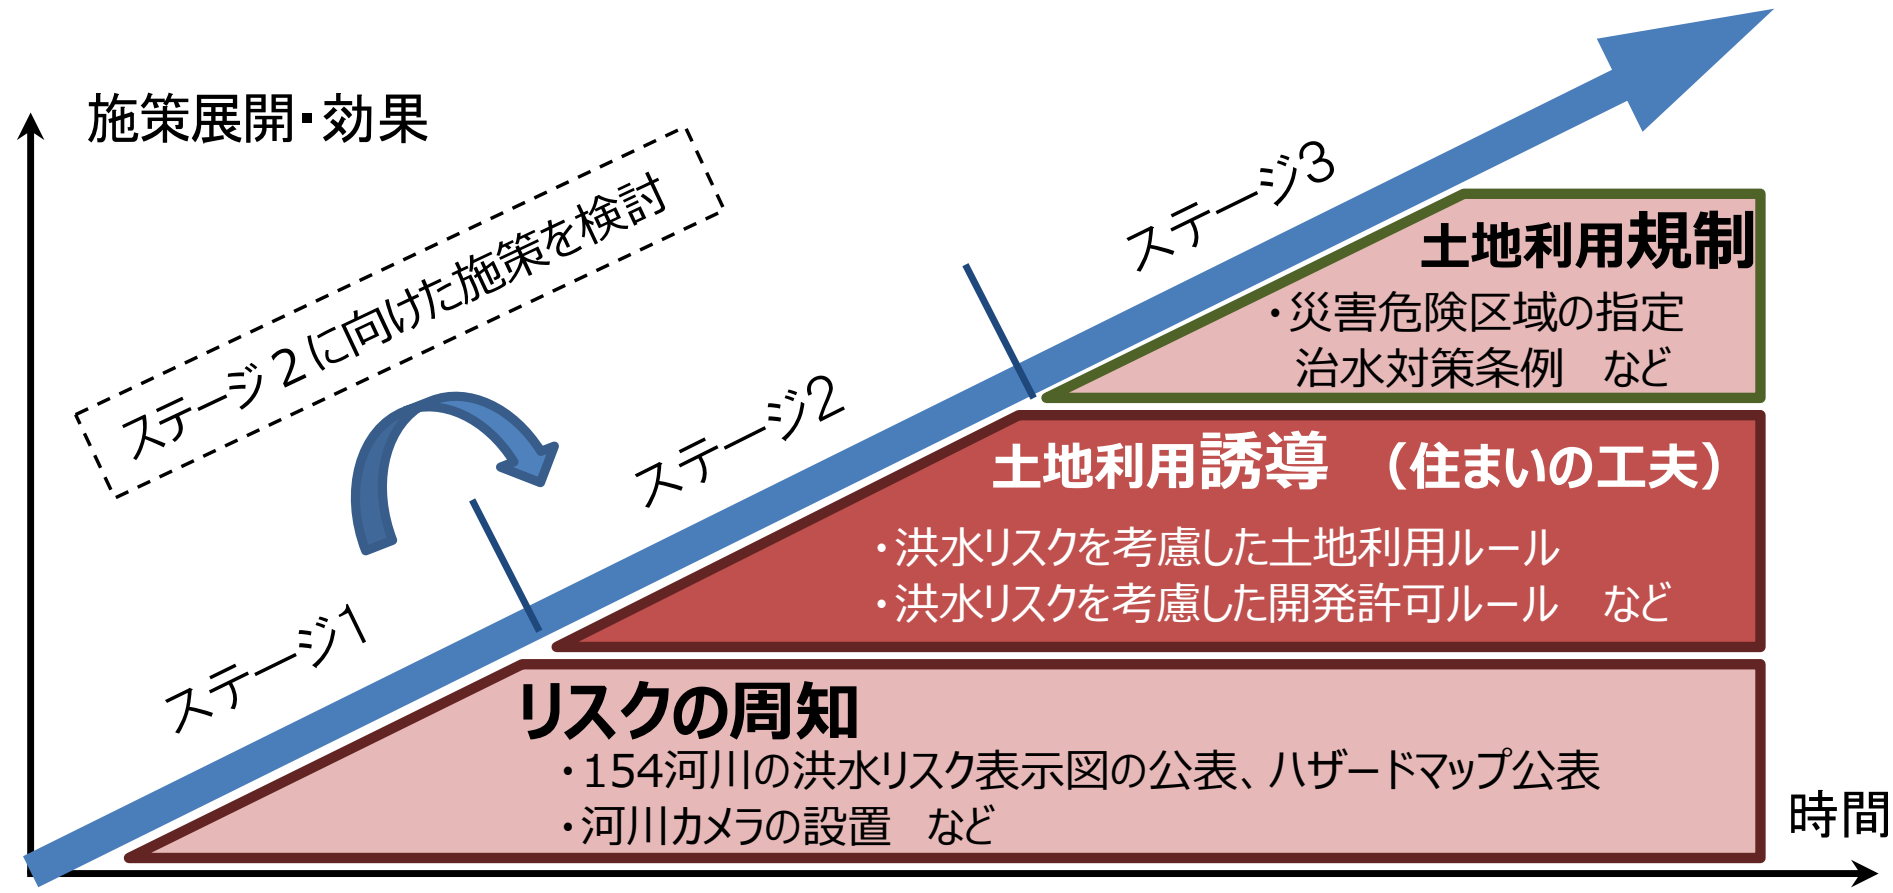 施策展開・効果
ステージ２に向けた施策を検討
ステージ3
土地利用規制
・災害危険区域の指定
治水対策条例　など
ステージ2
土地利用誘導　（住まいの工夫）
・洪水リスクを考慮した土地利用ルール
・洪水リスクを考慮した開発許可ルール　など
ステージ1
リスクの周知
・154河川の洪水リスク表示図の公表、ハザードマップ公表
・河川カメラの設置　など
時間